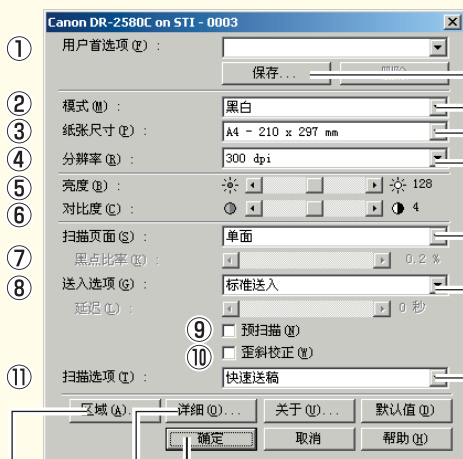 Canon DR-2580C on STI - 0003
① 用户首选项(F) :
保存... 删除
② 模式(M) : 黑白
③ 纸张尺寸(P) : A4 - 210 x 297 mm
④ 分辨率(R) : 300 dpi
⑤ 亮度(B) : 128
⑥ 对比度(C) : 4
扫描页面(S) : 单面
⑦ 黑点比率(K) : 0.2 %
⑧ 送入选项(G) : 标准送入
延迟(L) : 0 秒
⑨ 预扫描(N)
⑩ 歪斜校正(W)
⑪ 扫描选项(T) : 快速送稿
区域(A)... 详细(O)... 关于(U)... 默认值(D)
确定 取消 帮助(H)